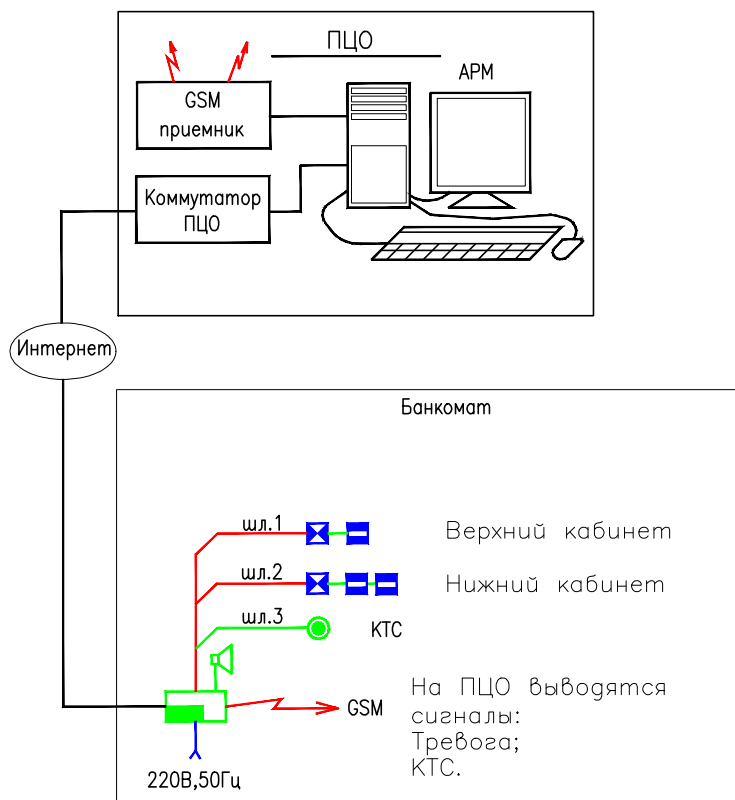 ПЦО
АРМ
GSM
приемник
Коммутатор
ПЦО
Интернет
Банкомат
шл.1
Верхний кабинет
шл.2
Нижний кабинет
шл.3
КТС
GSM
На ПЦО выводятся
сигналы:
Тревога;
КТС.
220В,50Гц